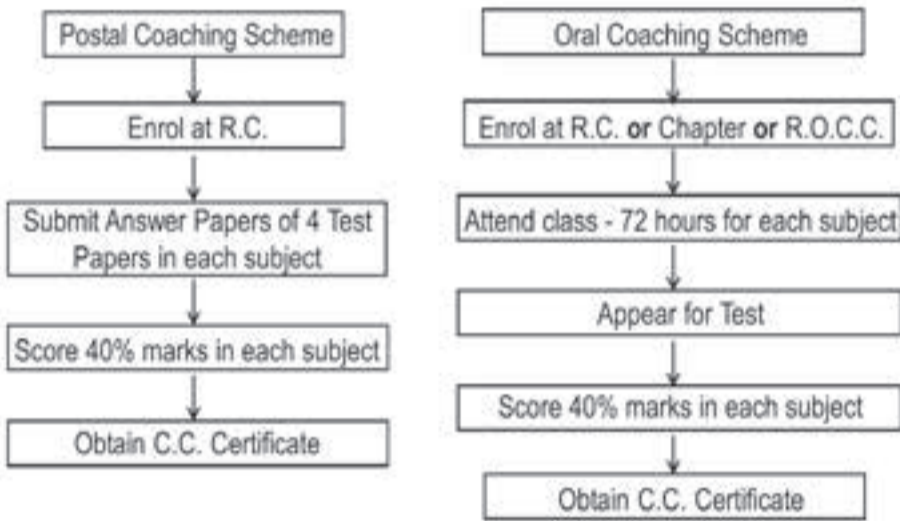 Postal Coaching Scheme
Enrol at R.C.
Submit Answer Papers of 4 Test
Papers in each subject
Score 40% marks in each subject
Obtain C.C. Certificate
Oral Coaching Scheme
Enrol at R.C. or Chapter or R.O.C.C.
Attend class - 72 hours for each subject
Appear for Test
Score 40% marks in each subject
Obtain C.C. Certificate